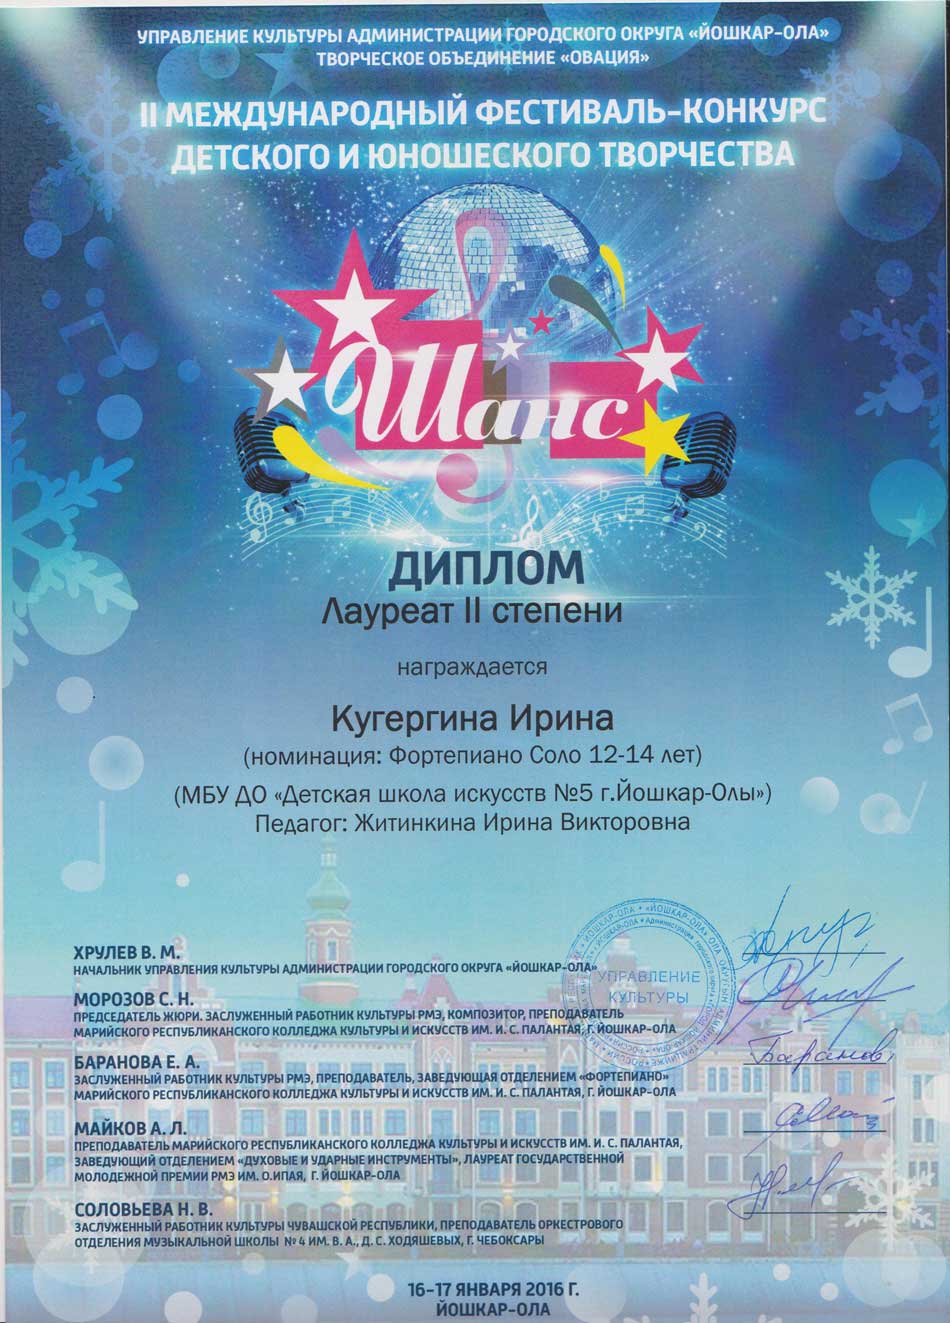 УПРАВЛЕНИЕ КУЛЬТУРЫ АДМИНИСТРАЦИИ ГОРОДСКОГО ОКРУГА «ЙОШКАР-ОЛА»
ТВОРЧЕСКОЕ ОБЪЕДИНЕНИЕ «ОВАЦИЯ»
II МЕЖДУНАРОДНЫЙ ФЕСТИВАЛЬ-КОНКУРС
ДЕТСКОГО И ЮНОШЕСКОГО ТВОРЧЕСТВА
Шанс
ДИПЛОМ
Лауреат II степени
награждается
Кугергина Ирина
(номинация: Фортепиано Соло 12-14 лет)
(МБУ ДО «Детская школа искусств №5 г.Йошкар-Олы»)
Педагог: Житинкина Ирина Викторовна
УПРАВЛЕНИЕ
КУЛЬТУРЫ
ХРУЛЕВ В. М.
НАЧАЛЬНИК УПРАВЛЕНИЯ КУЛЬТУРЫ АДМИНИСТРАЦИИ ГОРОДСКОГО ОКРУГА «ЙОШКАР-ОЛА»
МОРОЗОВ С. Н.
ПРЕДСЕДАТЕЛЬ ЖЮРИ. ЗАСЛУЖЕННЫЙ РАБОТНИК КУЛЬТУРЫ РМЭ, КОМПОЗИТОР, ПРЕПОДАВАТЕЛЬ
МАРИЙСКОГО РЕСПУБЛИКАНСКОГО КОЛЛЕДЖА КУЛЬТУРЫ И ИСКУССТВ ИМ. И. С. ПАЛАНТАЯ, Г. ЙОШКАР-ОЛА
БАРАНОВА Е. А.
ЗАСЛУЖЕННЫЙ РАБОТНИК КУЛЬТУРЫ РМЭ, ПРЕПОДАВАТЕЛЬ, ЗАВЕДУЮЩАЯ ОТДЕЛЕНИЕМ «ФОРТЕПИАНО»
МАРИЙСКОГО РЕСПУБЛИКАНСКОГО КОЛЛЕДЖА КУЛЬТУРЫ И ИСКУССТВ ИМ. И. С. ПАЛАНТАЯ, Г. ЙОШКАР-ОЛА
МАЙКОВ А. Л.
ПРЕПОДАВАТЕЛЬ МАРИЙСКОГО РЕСПУБЛИКАНСКОГО КОЛЛЕДЖА КУЛЬТУРЫ И ИСКУССТВ ИМ. И. С. ПАЛАНТАЯ,
ЗАВЕДУЮЩИЙ ОТДЕЛЕНИЕМ «ДУХОВЫЕ И УДАРНЫЕ ИНСТРУМЕНТЫ», ЛАУРЕАТ ГОСУДАРСТВЕННОЙ
МОЛОДЕЖНОЙ ПРЕМИИ РМЭ ИМ. О.ИПАЯ, Г. ЙОШКАР-ОЛА
СОЛОВЬЕВА Н. В.
ЗАСЛУЖЕННЫЙ РАБОТНИК КУЛЬТУРЫ ЧУВАШСКОЙ РЕСПУБЛИКИ, ПРЕПОДАВАТЕЛЬ ОРКЕСТРОВОГО
ОТДЕЛЕНИЯ МУЗЫКАЛЬНОЙ ШКОЛЫ № 4 ИМ. В. А., Д. С. ХОДЯШЕВЫХ, Г. ЧЕБОКСАРЫ
16-17 ЯНВАРЯ 2016 Г.
ЙОШКАР-ОЛА